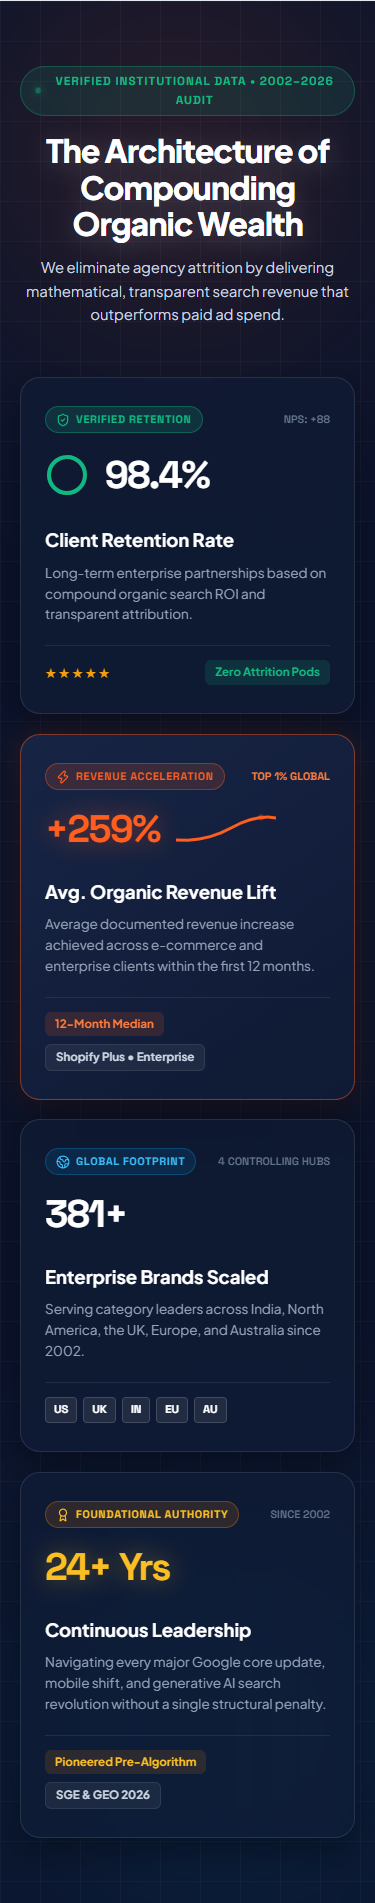 VERIFIED INSTITUTIONAL DATA • 2002–2026
AUDIT
The Architecture of
Compounding
Organic Wealth
We eliminate agency attrition by delivering
mathematical, transparent search revenue that
outperforms paid ad spend.
VERIFIED RETENTION
NPS: +88
98.4%
Client Retention Rate
Long-term enterprise partnerships based on
compound organic search ROI and
transparent attribution.
★★★★★
Zero Attrition Pods
REVENUE ACCELERATION
TOP 1% GLOBAL
+259%
Avg. Organic Revenue Lift
Average documented revenue increase
achieved across e-commerce and
enterprise clients within the first 12 months.
12-Month Median
Shopify Plus • Enterprise
GLOBAL FOOTPRINT
4 CONTROLLING HUBS
381+
Enterprise Brands Scaled
Serving category leaders across India, North
America, the UK, Europe, and Australia since
2002.
US UK IN EU AU
FOUNDATIONAL AUTHORITY
SINCE 2002
24+ Yrs
Continuous Leadership
Navigating every major Google core update,
mobile shift, and generative AI search
revolution without a single structural penalty.
Pioneered Pre-Algorithm
SGE & GEO 2026